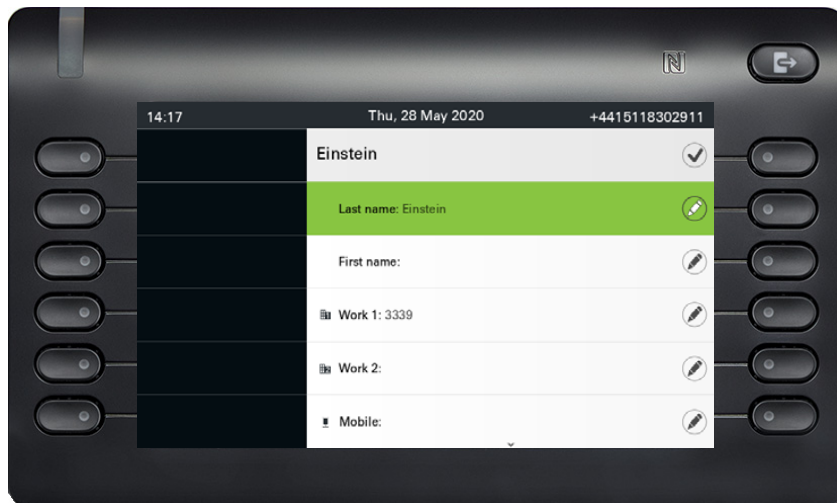 14:17 Thu, 28 May 2020 +4415118302911
Einstein
Last name: Einstein
First name:
Work 1: 3339
Work 2:
Mobile: